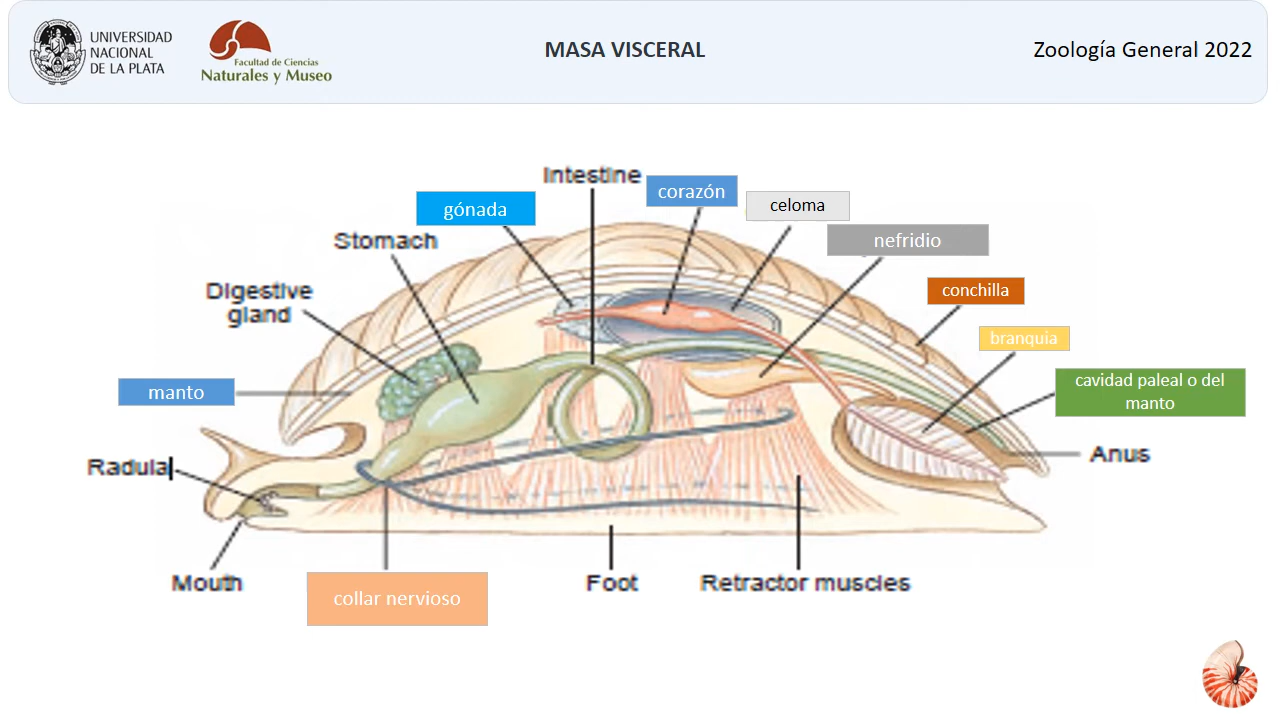 UNIVERSIDAD
NACIONAL
DE LA PLATA
Facultad de Ciencias
Naturales y Museo
MASA VISCERAL
Zoología General 2022
Intestine
corazón
gónada
celoma
Stomach
nefridio
Digestive
gland
conchilla
branquia
manto
cavidad paleal o del
manto
Radula
Anus
Mouth
collar nervioso
Foot
Retractor muscles